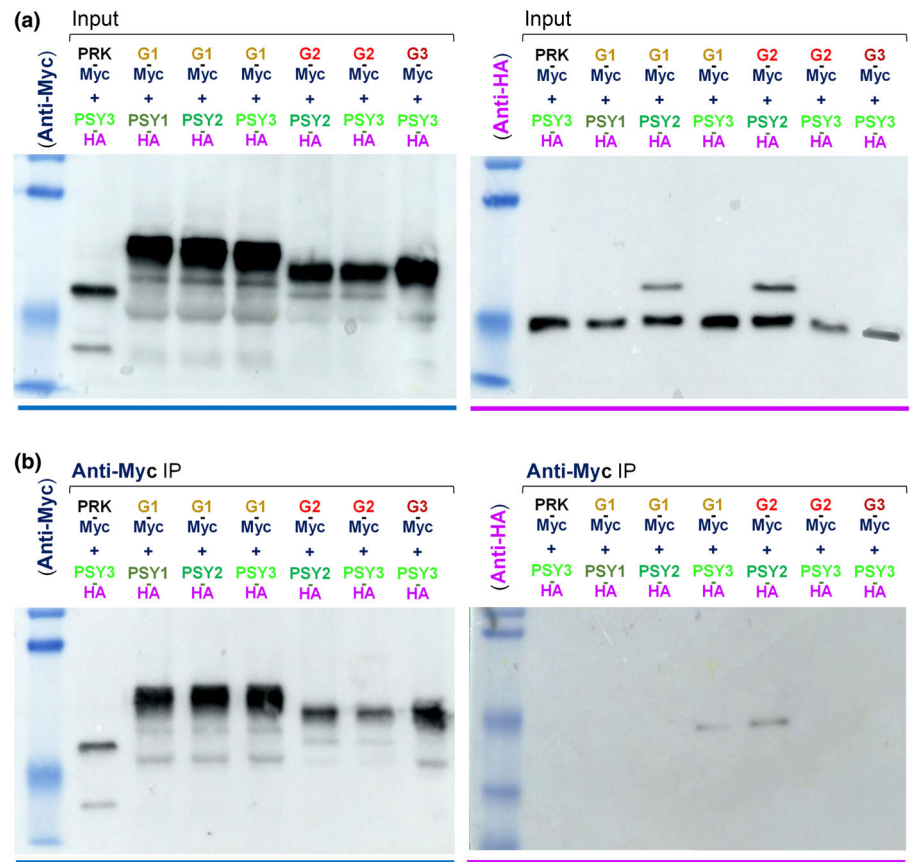 (a)
Input
(Anti-Myc)
PRK G1 G1 G1 G2 G2 G3
- - - - - - -
Myc Myc Myc Myc Myc Myc Myc
+ + + + + + +
PSY3 PSY1 PSY2 PSY3 PSY2 PSY3 PSY3
- - - - - - -
HA HA HA HA HA HA HA
Input
(Anti-HA)
PRK G1 G1 G1 G2 G2 G3
- - - - - - -
Myc Myc Myc Myc Myc Myc Myc
+ + + + + + +
PSY3 PSY1 PSY2 PSY3 PSY2 PSY3 PSY3
- - - - - - -
HA HA HA HA HA HA HA
(b)
Anti-Myc IP
(Anti-Myc)
PRK G1 G1 G1 G2 G2 G3
- - - - - - -
Myc Myc Myc Myc Myc Myc Myc
+ + + + + + +
PSY3 PSY1 PSY2 PSY3 PSY2 PSY3 PSY3
- - - - - - -
HA HA HA HA HA HA HA
Anti-Myc IP
(Anti-HA)
PRK G1 G1 G1 G2 G2 G3
- - - - - - -
Myc Myc Myc Myc Myc Myc Myc
+ + + + + + +
PSY3 PSY1 PSY2 PSY3 PSY2 PSY3 PSY3
- - - - - - -
HA HA HA HA HA HA HA